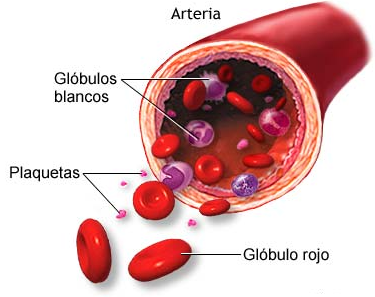 Arteria
Glóbulos
blancos
Plaquetas
Glóbulo rojo